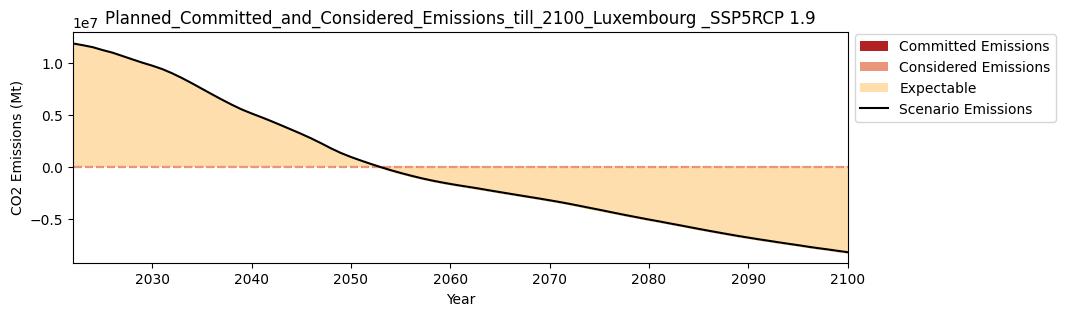 Planned_Committed_and_Considered_Emissions_till_2100_Luxembourg _SSP5RCP 1.9
1e7
1.0
0.5
0.0
−0.5
CO2 Emissions (Mt)
2030 2040 2050 2060 2070 2080 2090 2100
Year
Committed Emissions
Considered Emissions
Expectable
Scenario Emissions